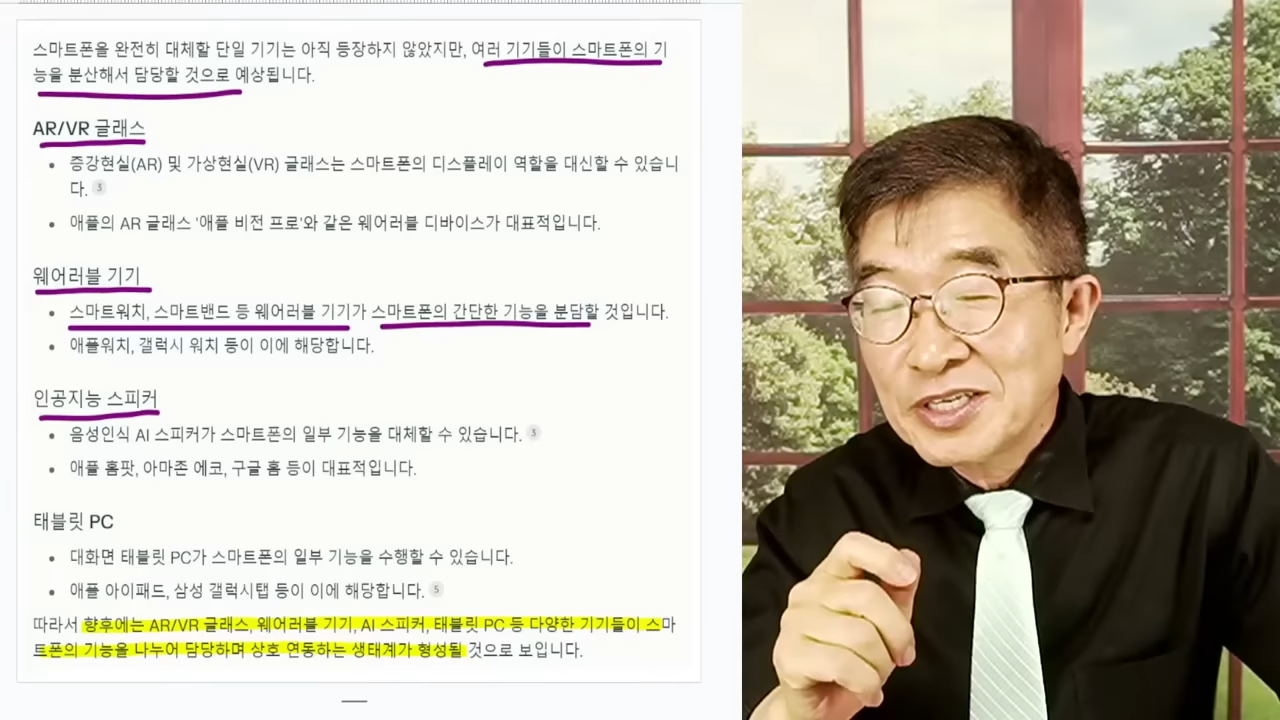 스마트폰을 완전히 대체할 단일 기기는 아직 등장하지 않았지만, 여러 기기들이 스마트폰의 기
능을 분산해서 담당할 것으로 예상됩니다.
AR/VR 글래스
• 증강현실(AR) 및 가상현실(VR) 글래스는 스마트폰의 디스플레이 역할을 대신할 수 있습니
다. 3
• 애플의 AR 글래스 '애플 비전 프로'와 같은 웨어러블 디바이스가 대표적입니다.
웨어러블 기기
• 스마트워치, 스마트밴드 등 웨어러블 기기가 스마트폰의 간단한 기능을 분담할 것입니다.
• 애플워치, 갤럭시 워치 등이 이에 해당합니다.
인공지능 스피커
• 음성인식 AI 스피커가 스마트폰의 일부 기능을 대체할 수 있습니다. 3
• 애플 홈팟, 아마존 에코, 구글 홈 등이 대표적입니다.
태블릿 PC
• 대화면 태블릿 PC가 스마트폰의 일부 기능을 수행할 수 있습니다.
• 애플 아이패드, 삼성 갤럭시탭 등이 이에 해당합니다. 5
따라서 향후에는 AR/VR 글래스, 웨어러블 기기, AI 스피커, 태블릿 PC 등 다양한 기기들이 스마
트폰의 기능을 나누어 담당하며 상호 연동하는 생태계가 형성될 것으로 보입니다.